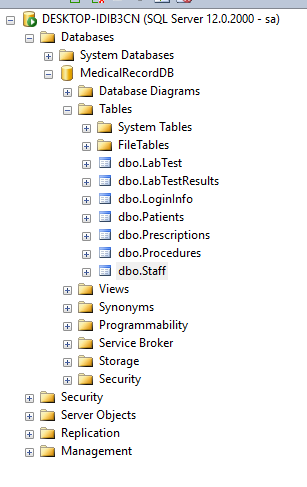 DESKTOP-IDIB3CN (SQL Server 12.0.2000 - sa)
Databases
System Databases
MedicalRecordDB
Database Diagrams
Tables
System Tables
FileTables
dbo.LabTest
dbo.LabTestResults
dbo.LoginInfo
dbo.Patients
dbo.Prescriptions
dbo.Procedures
dbo.Staff
Views
Synonyms
Programmability
Service Broker
Storage
Security
Security
Server Objects
Replication
Management